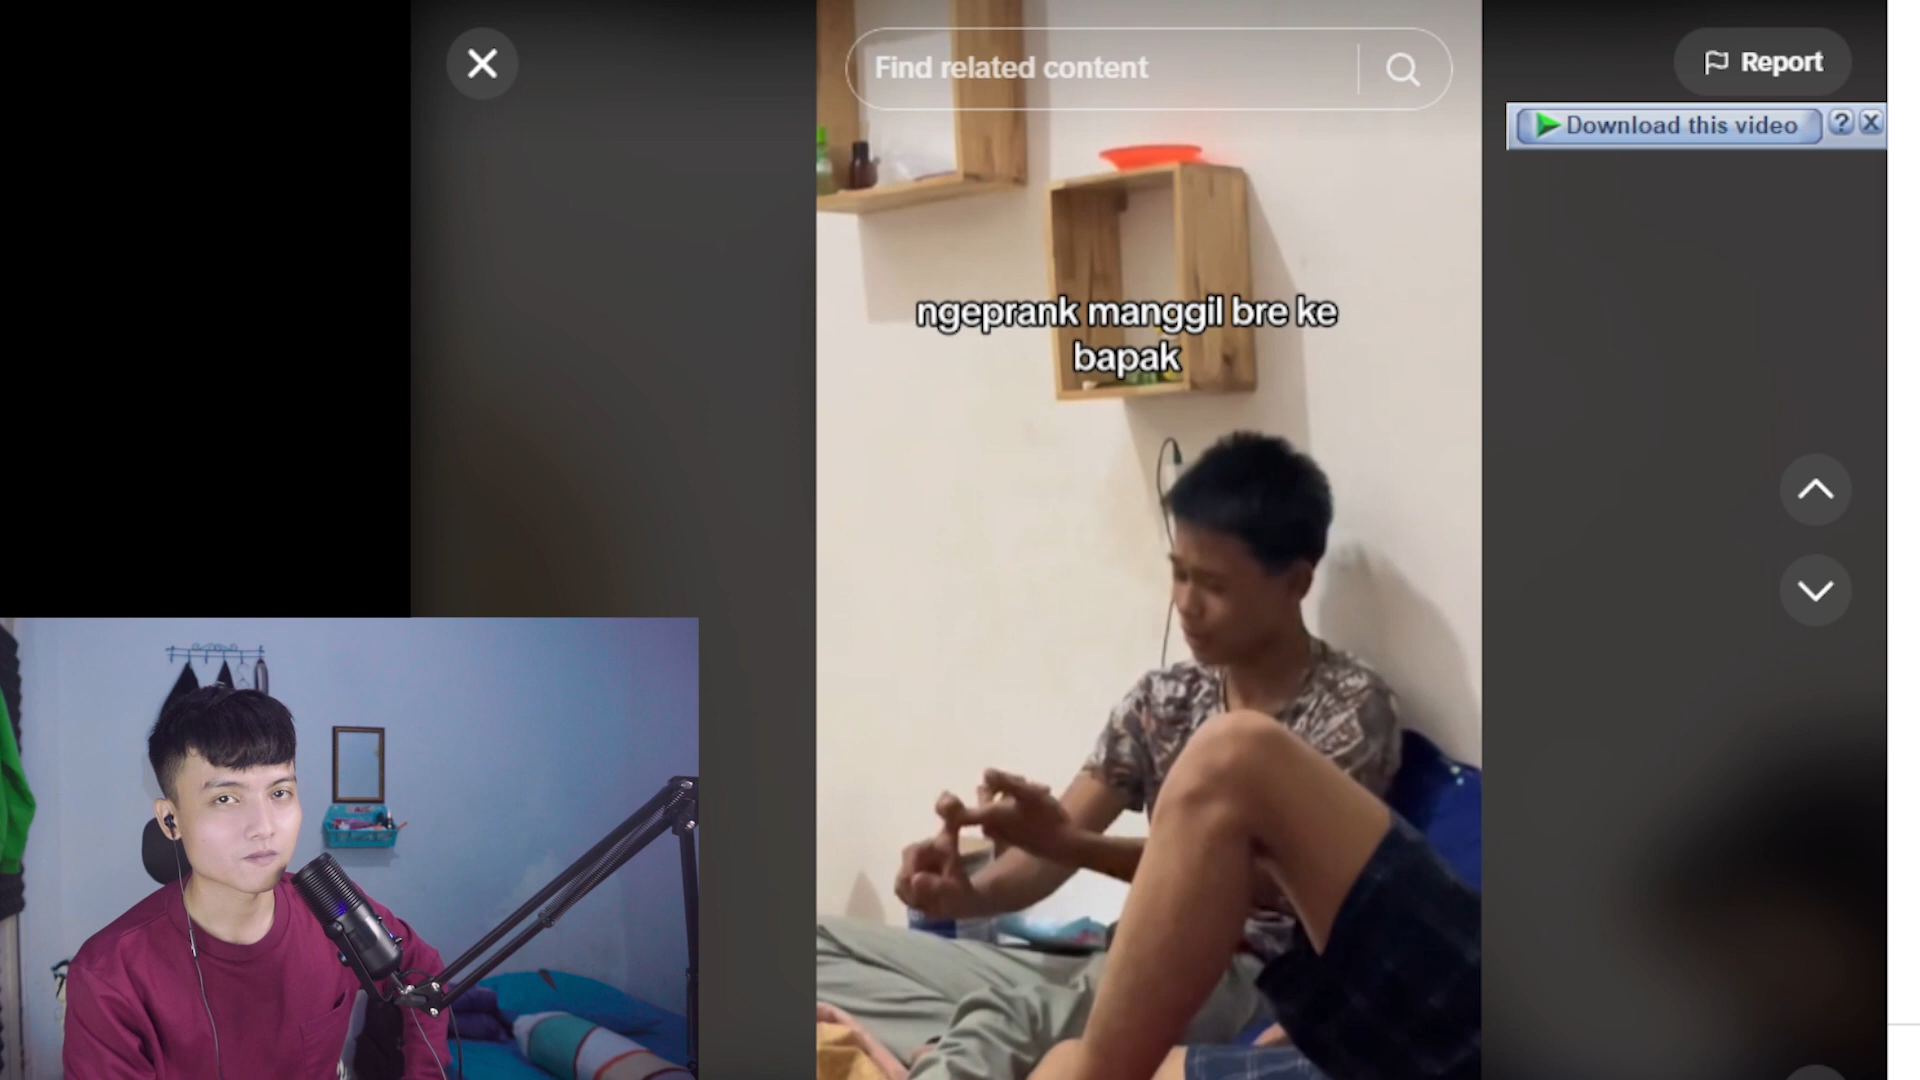 Find related content
Report
Download this video
?
X
ngeprank manggil bre ke
bapak